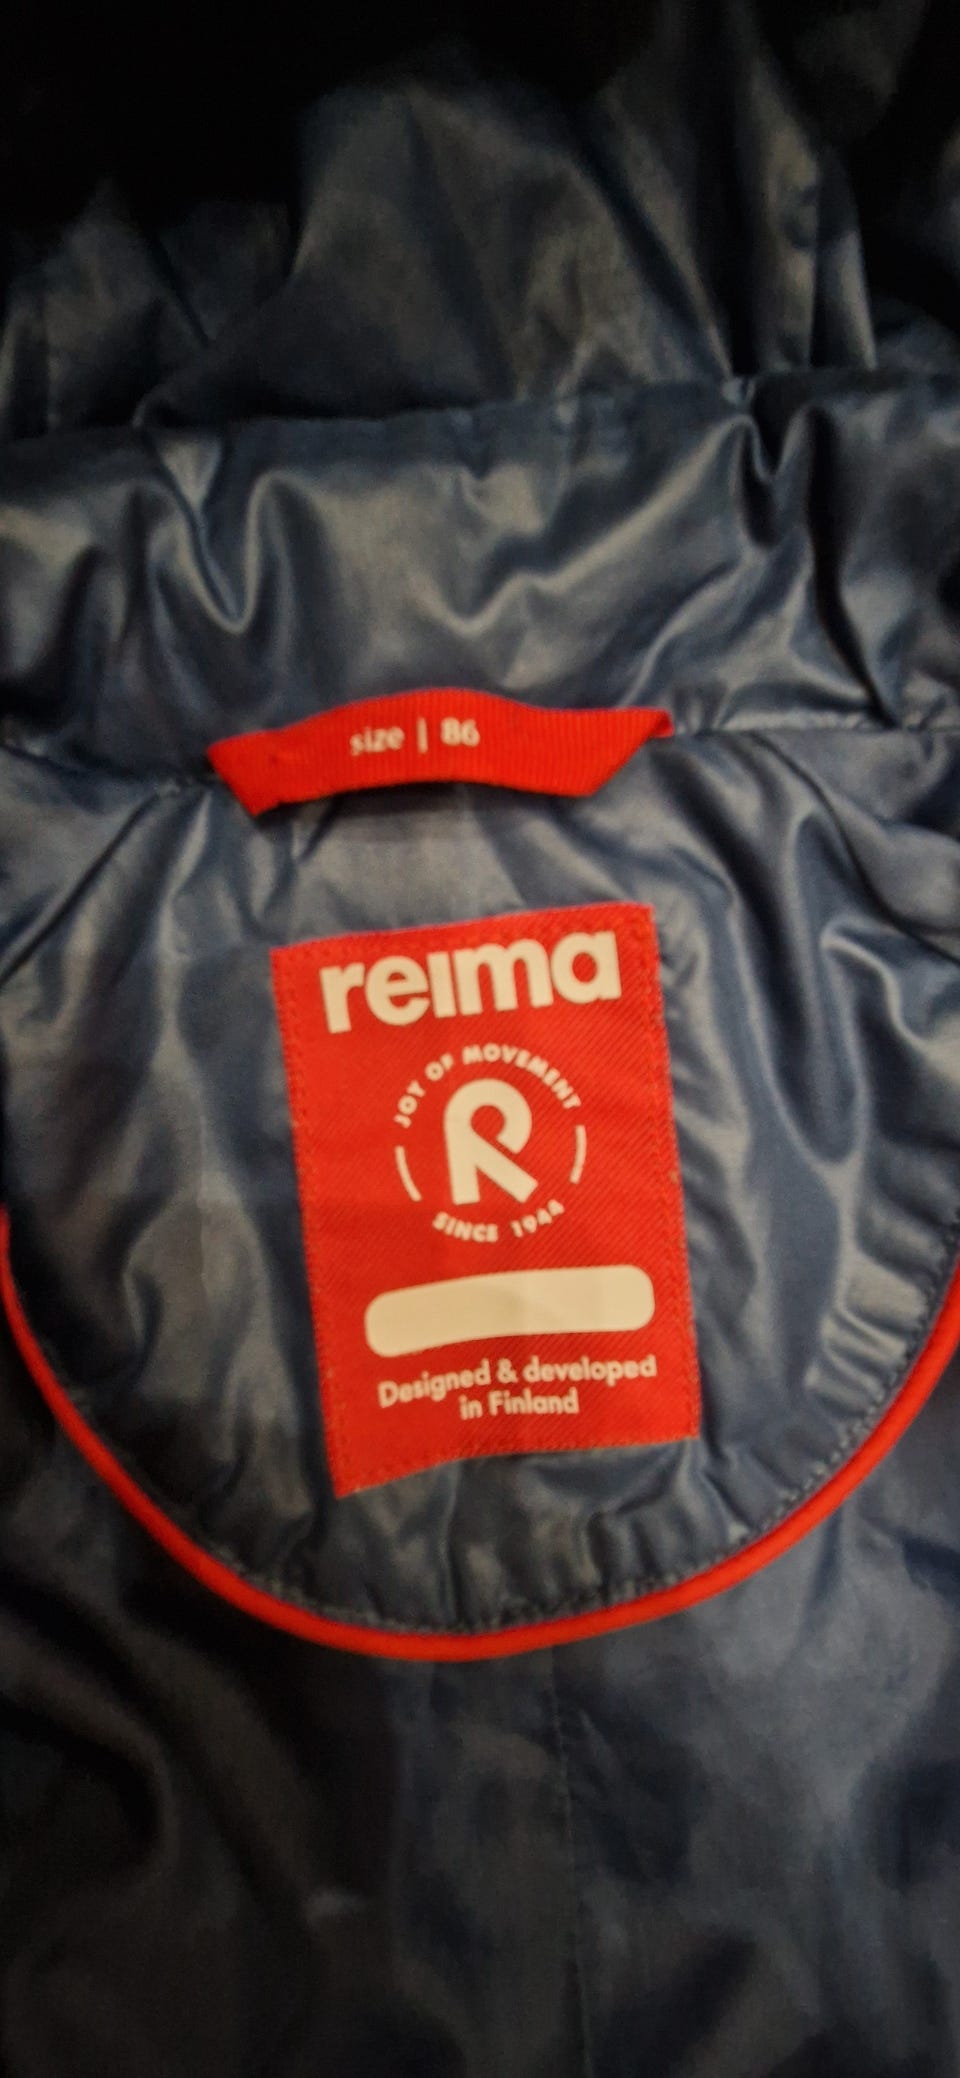 size | 86
reima
JOY OF MOVEMENT
R
SINCE 1944
Designed & developed
in Finland